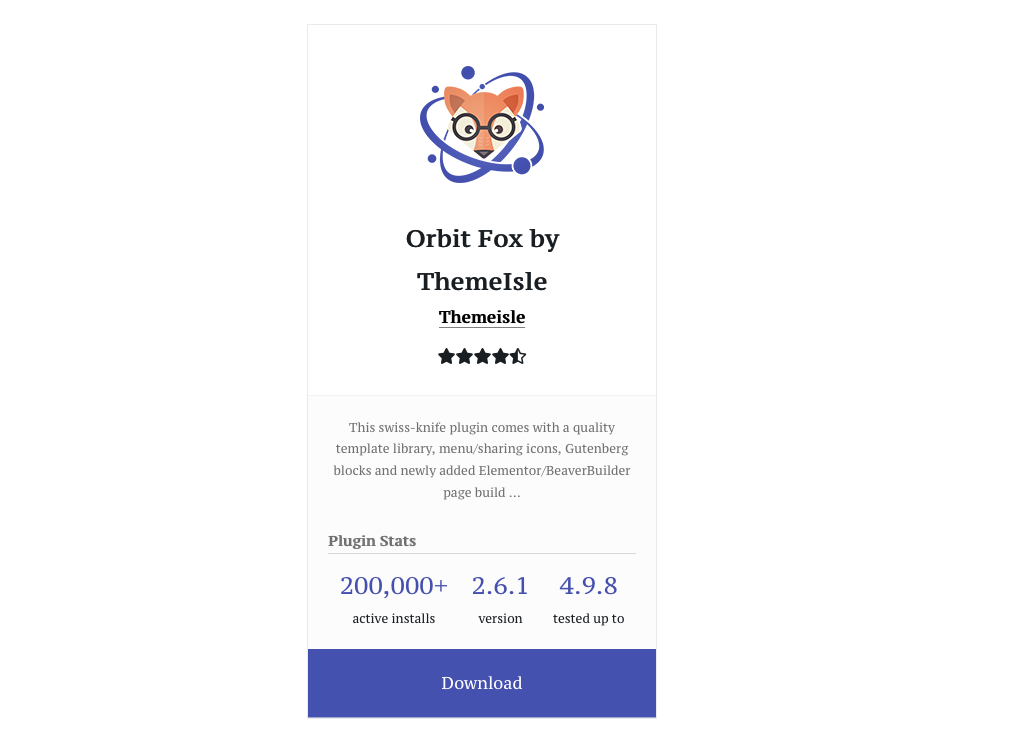 Orbit Fox by
ThemeIsle
Themeisle
This swiss-knife plugin comes with a quality
template library, menu/sharing icons, Gutenberg
blocks and newly added Elementor/BeaverBuilder
page build ...
Plugin Stats
200,000+ 2.6.1 4.9.8
active installs version tested up to
Download